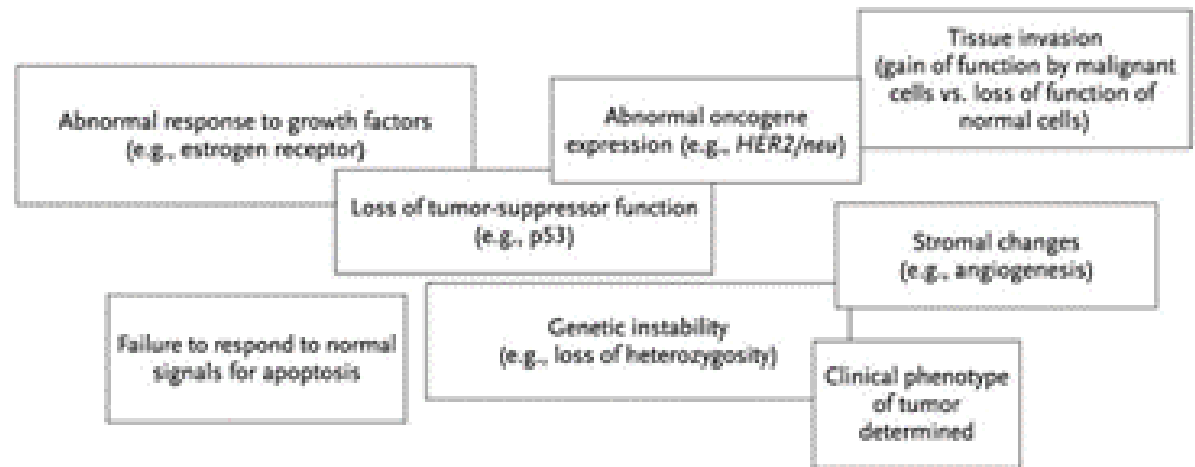 Tissue invasion
(gain of function by malignant
cells vs. loss of function of
normal cells)
Abnormal response to growth factors
(e.g., estrogen receptor)
Abnormal oncogene
expression (e.g., HER2/neu)
Loss of tumor-suppressor function
(e.g., p53)
Stromal changes
(e.g., angiogenesis)
Failure to respond to normal
signals for apoptosis
Genetic instability
(e.g., loss of heterozygosity)
Clinical phenotype
of tumor
determined